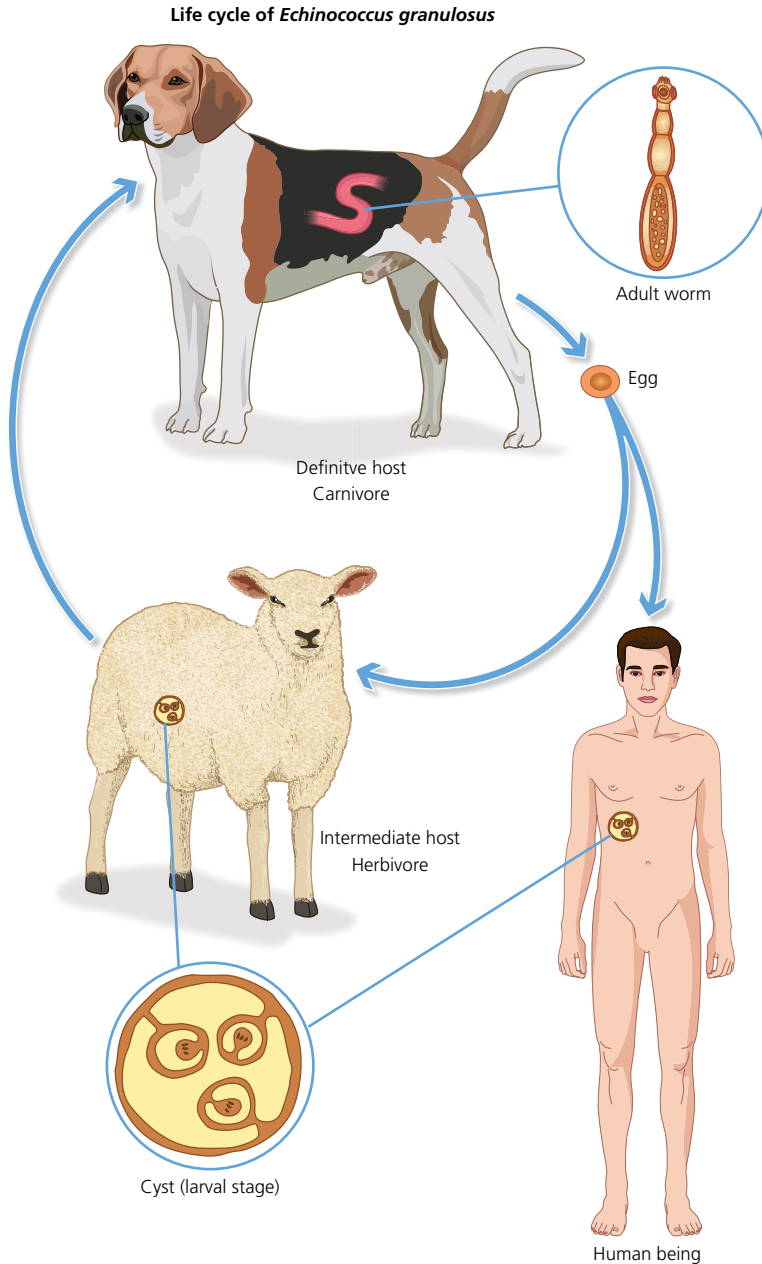 Life cycle of Echinococcus granulosus
Adult worm
Egg
Definitve host
Carnivore
Intermediate host
Herbivore
Cyst (larval stage)
Human being